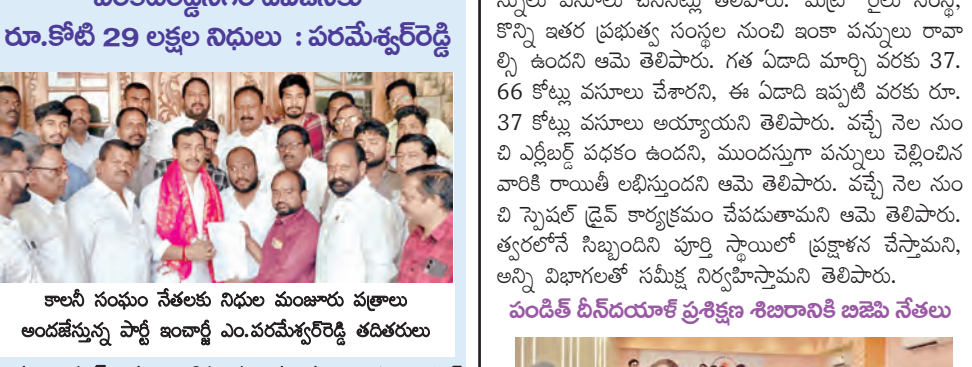 రూ.కోటి 29 లక్షల నిధులు : పరమేశ్వర్‌రెడ్డి
కాలనీ సంఘం నేతలకు నిధుల మంజూరు పత్రాలు
అందజేస్తున్న పార్టీ ఇంచార్జీ ఎం.పరమేశ్వర్‌రెడ్డి తదితరులు
కొన్ని ఇతర ప్రభుత్వ సంస్థల నుంచి ఇంకా పన్నులు రావా
ల్సి ఉందని ఆమె తెలిపారు. గత ఏడాది మార్చి వరకు 37.
66 కోట్లు వసూలు చేశారని, ఈ ఏడాది ఇప్పటి వరకు రూ.
37 కోట్లు వసూలు అయ్యాయని తెలిపారు. వచ్చే నెల నుం
చి ఎర్లీబర్డ్ పధకం ఉందని, ముందస్తుగా పన్నులు చెల్లించిన
వారికి రాయితీ లభిస్తుందని ఆమె తెలిపారు. వచ్చే నెల నుం
చి స్పెషల్ డ్రైవ్ కార్యక్రమం చేపడుతామని ఆమె తెలిపారు.
త్వరలోనే సిబ్బందిని పూర్తి స్థాయిలో ప్రక్షాళన చేస్తామని,
అన్ని విభాగలతో సమీక్ష నిర్వహిస్తామని తెలిపారు.
పండిత్ దీన్‌దయాళ్ ప్రశిక్షణ శిబిరానికి బిజెపి నేతలు